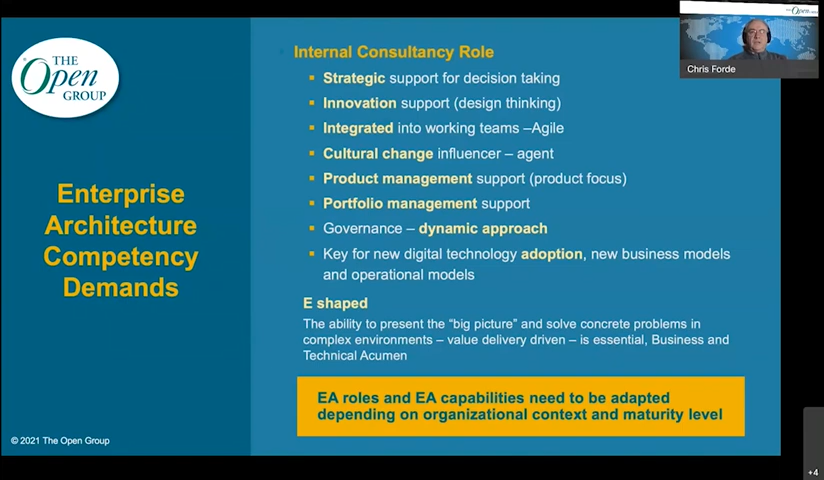 THE
Open
GROUP
Enterprise
Architecture
Competency
Demands
© 2021 The Open Group
Internal Consultancy Role
Strategic support for decision taking
Innovation support (design thinking)
Integrated into working teams –Agile
Cultural change influencer – agent
Product management support (product focus)
Portfolio management support
Governance – dynamic approach
Key for new digital technology adoption, new business models
and operational models
E shaped
The ability to present the “big picture” and solve concrete problems in
complex environments – value delivery driven – is essential, Business and
Technical Acumen
EA roles and EA capabilities need to be adapted
depending on organizational context and maturity level
Open
Chris Forde
+4